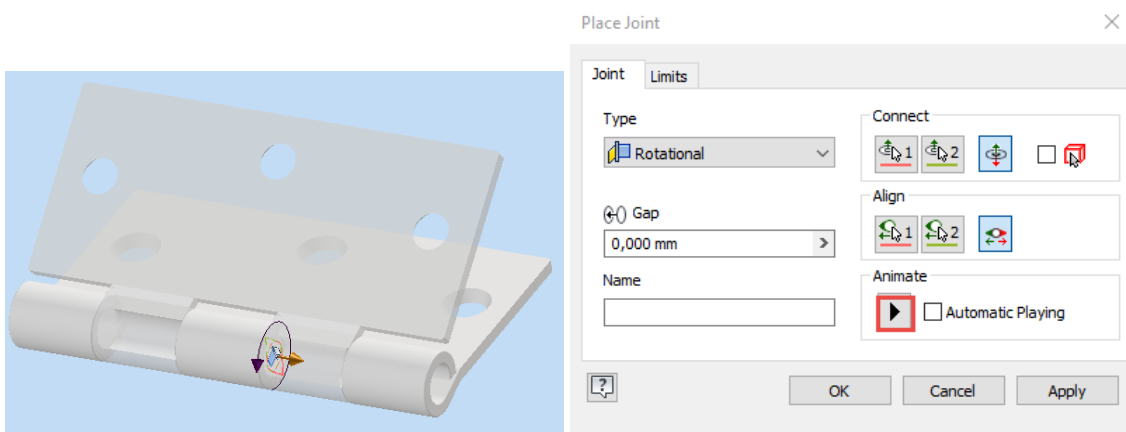 Place Joint
Joint
Limits
Type
Rotational
Gap
0,000 mm
Name
Connect
1
2
Align
1
2
Animate
Automatic Playing
OK
Cancel
Apply